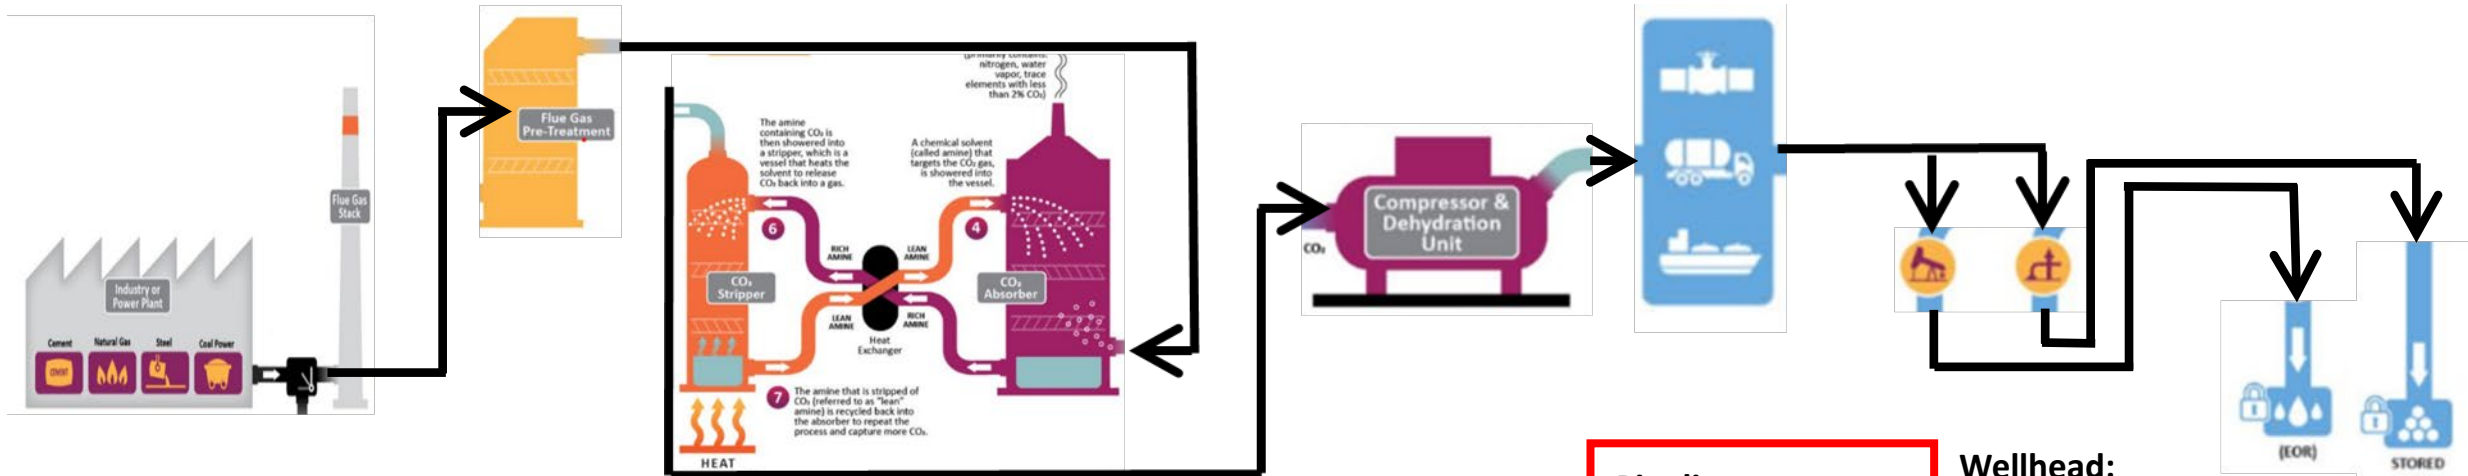 Industry or
Power Plant
Cement
Natural Gas
Steel
Coal Power
CEMENT
Flue Gas
Stack
Flue Gas
Pre-Treatment
(primarily contains:
nitrogen, water
vapor, trace
elements with less
than 2% CO₂)
The amine
containing CO₂ is
then showered into
a stripper, which is a
vessel that heats the
solvent to release
CO₂ back into a gas.
A chemical solvent
(called amine) that
targets the CO₂ gas,
is showered into
the vessel.
6
4
RICH
AMINE
LEAN
AMINE
CO₂
Stripper
CO₂
Absorber
LEAN
AMINE
RICH
AMINE
Heat
Exchanger
7
The amine that is stripped of
CO₂ (referred to as "lean"
amine) is recycled back into
the absorber to repeat the
process and capture more CO₂.
HEAT
CO₂
Compressor &
Dehydration
Unit
(EOR)
STORED
Wellhead: